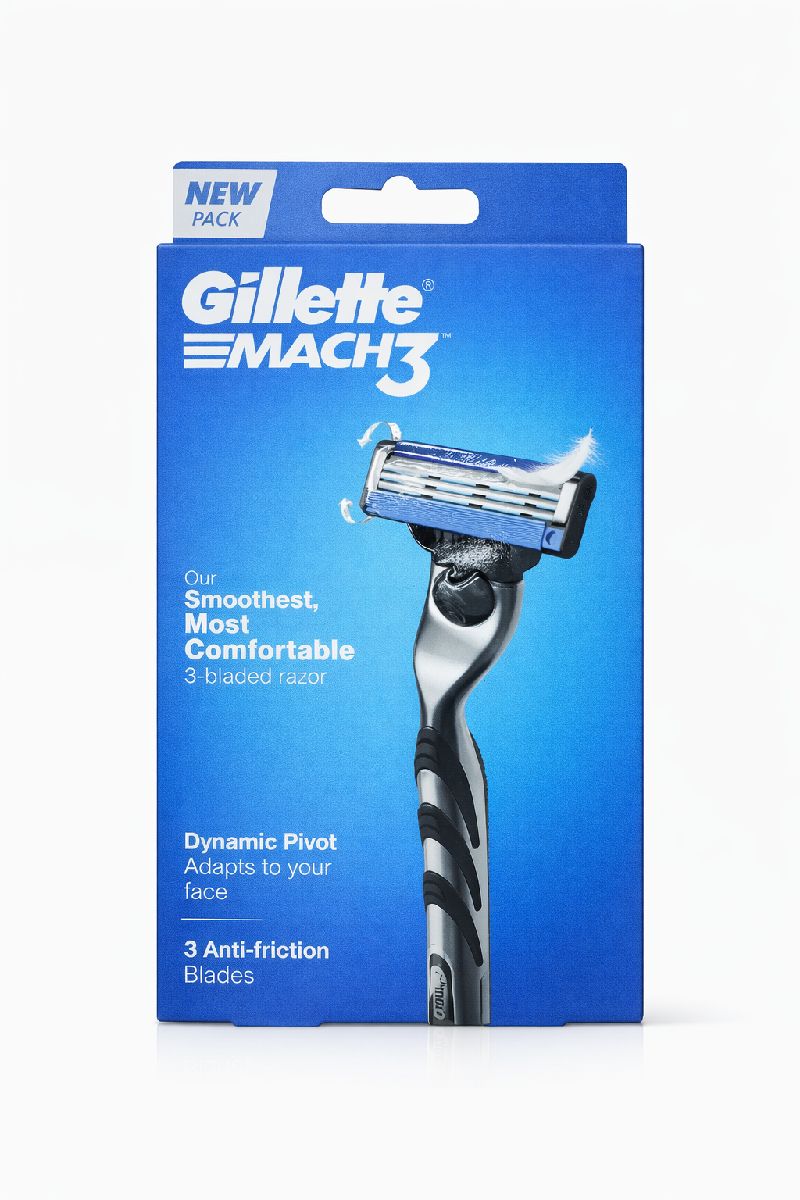 NEW
PACK
Gillette®
MACH3™
Our
Smoothest,
Most
Comfortable
3-bladed razor
Dynamic Pivot
Adapts to your
face
3 Anti-friction
Blades